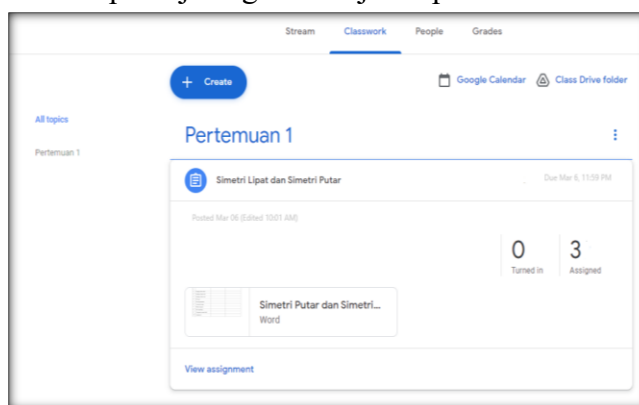 Stream Classwork People Grades
+ Create
Google Calendar Class Drive folder
All topics
Pertemuan 1
Pertemuan 1
Simetri Lipat dan Simetri Putar
Due Mar 6, 11:59 PM
Posted Mar 06 (Edited 10:01 AM)
0 3
Turned in Assigned
Simetri Putar dan Simetri...
Word
View assignment